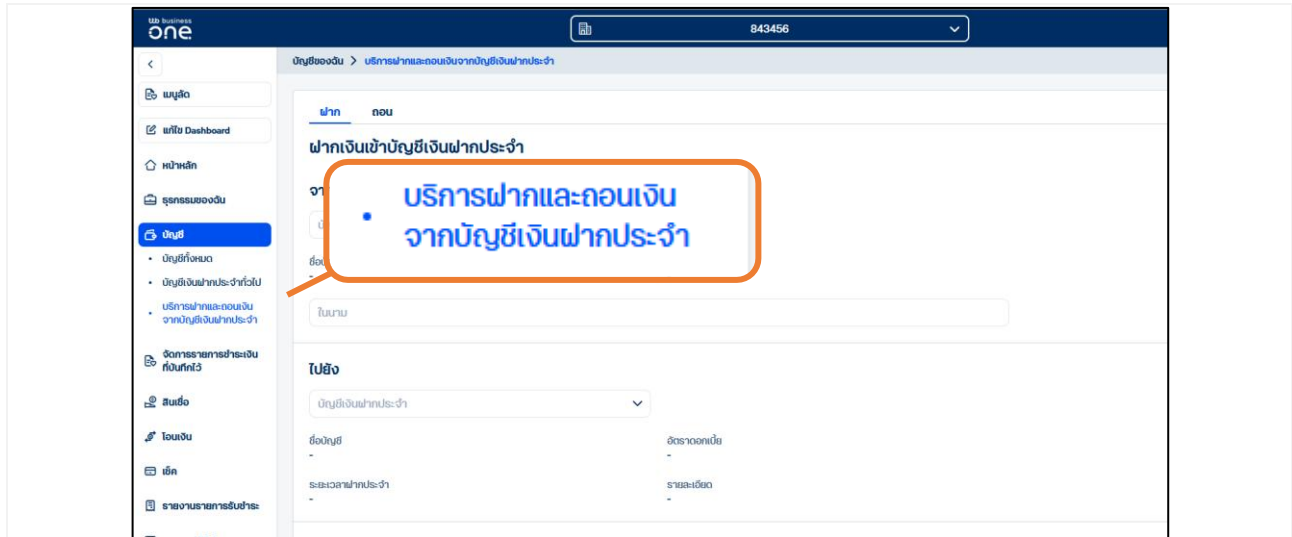 ttb business
one
843456
บัญชีของฉัน > บริการฝากและถอนเงินจากบัญชีเงินฝากประจำ
เมนูลัด
แก้ไข Dashboard
หน้าหลัก
ธุรกรรมของฉัน
บัญชี
• บัญชีทั้งหมด
• บัญชีเงินฝากประจำทั่วไป
• บริการฝากและถอนเงิน
จากบัญชีเงินฝากประจำ
จัดการรายการชำระเงิน
ที่บันทึกไว้
สินเชื่อ
โอนเงิน
เช็ค
รายงานรายการรับชำระ
ฝาก ถอน
ฝากเงินเข้าบัญชีเงินฝากประจำ
• บริการฝากและถอนเงิน
จากบัญชีเงินฝากประจำ
-
ในนาม
ไปยัง
บัญชีเงินฝากประจำ
ชื่อบัญชี อัตราดอกเบี้ย
- -
ระยะเวลาฝากประจำ รายละเอียด
- -